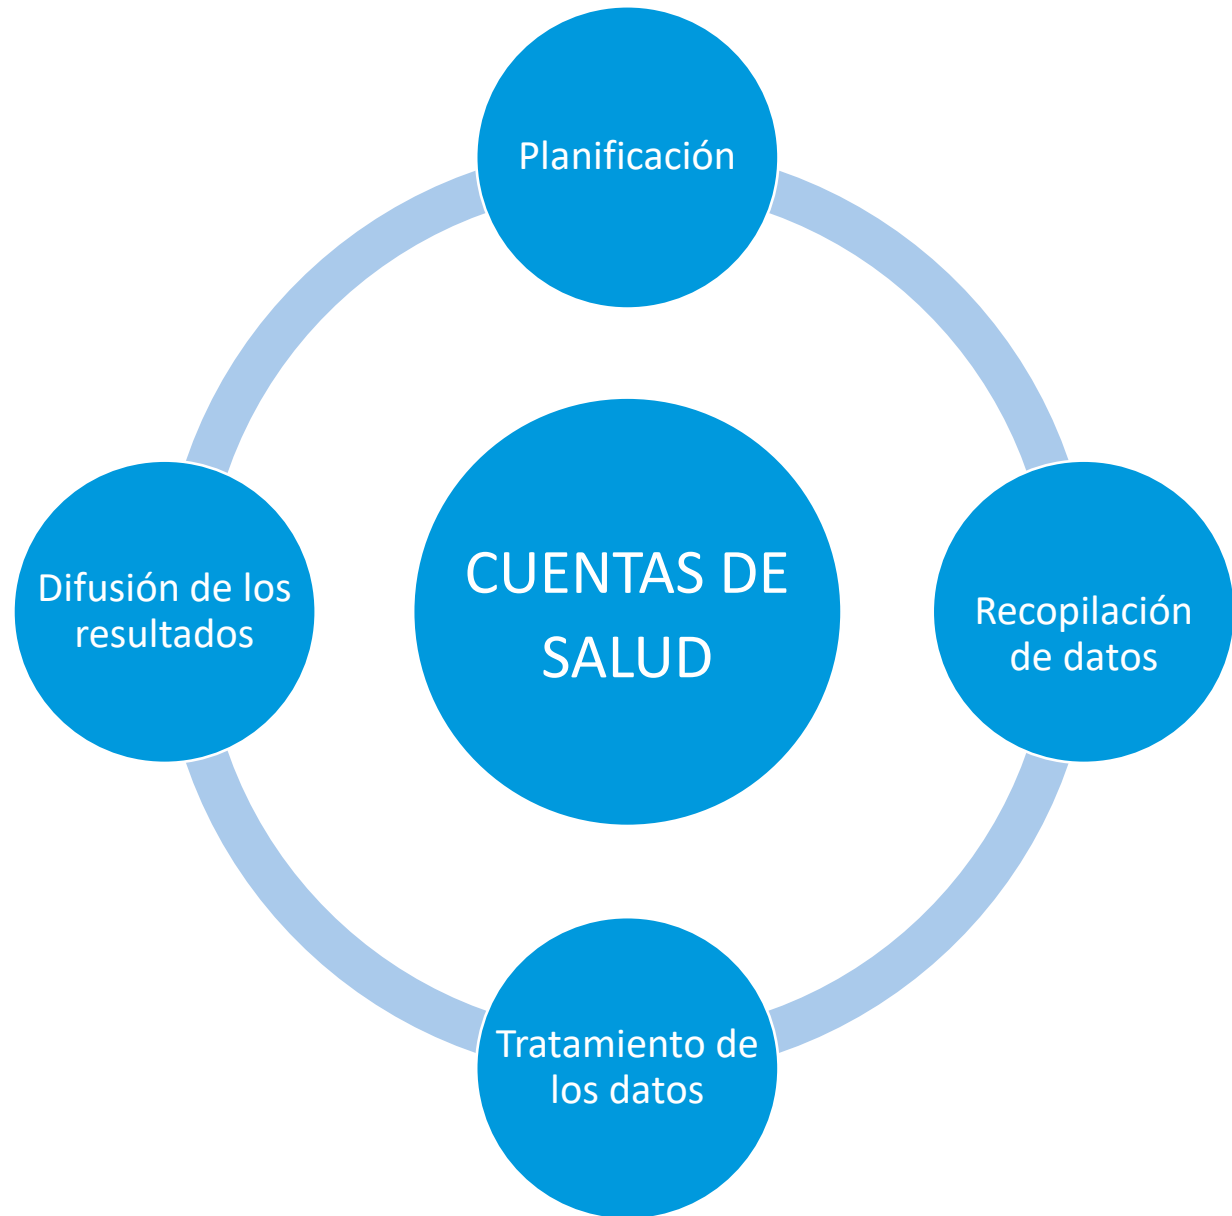 Planificación
CUENTAS DE
SALUD
Difusión de los
resultados
Recopilación
de datos
Tratamiento de
los datos